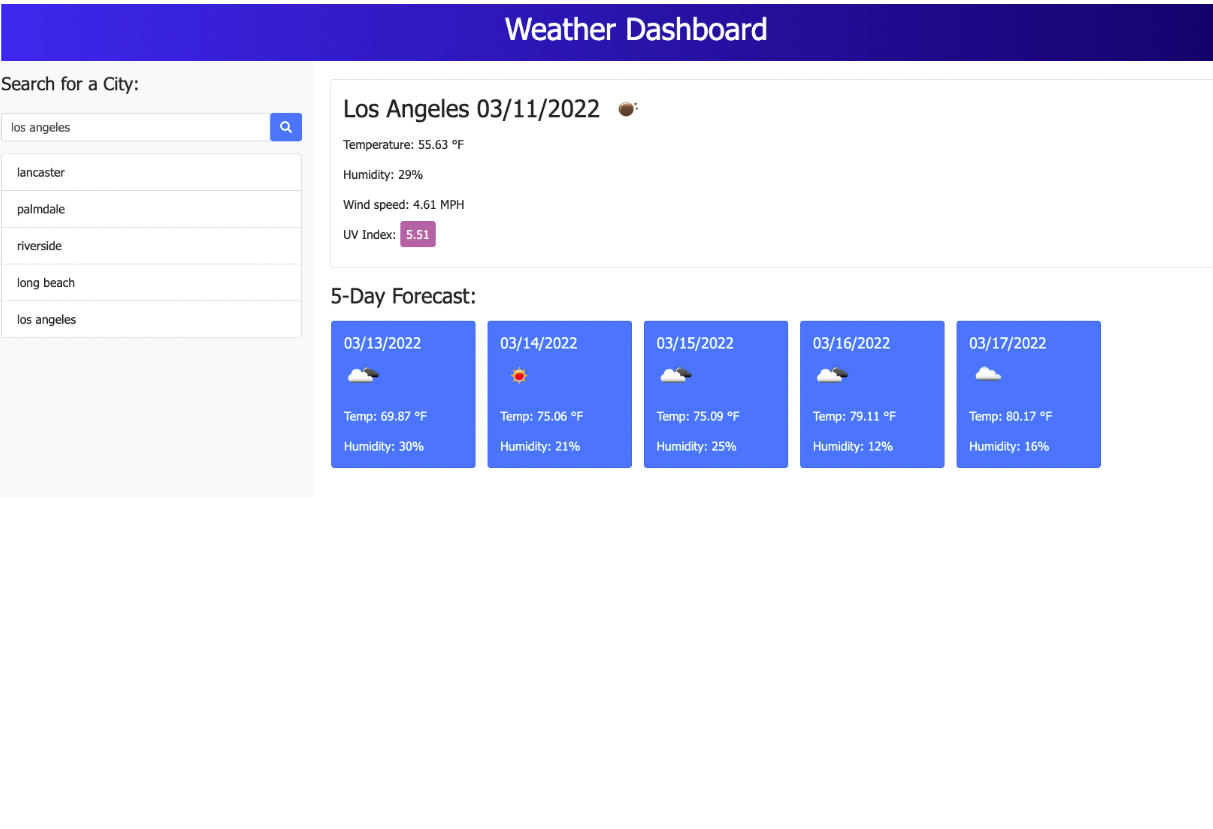 Weather Dashboard
Search for a City:
los angeles
lancaster
palmdale
riverside
long beach
los angeles
Los Angeles 03/11/2022
Temperature: 55.63 °F
Humidity: 29%
Wind speed: 4.61 MPH
UV Index: 5.51
5-Day Forecast:
03/13/2022
Temp: 69.87 °F
Humidity: 30%
03/14/2022
Temp: 75.06 °F
Humidity: 21%
03/15/2022
Temp: 75.09 °F
Humidity: 25%
03/16/2022
Temp: 79.11 °F
Humidity: 12%
03/17/2022
Temp: 80.17 °F
Humidity: 16%